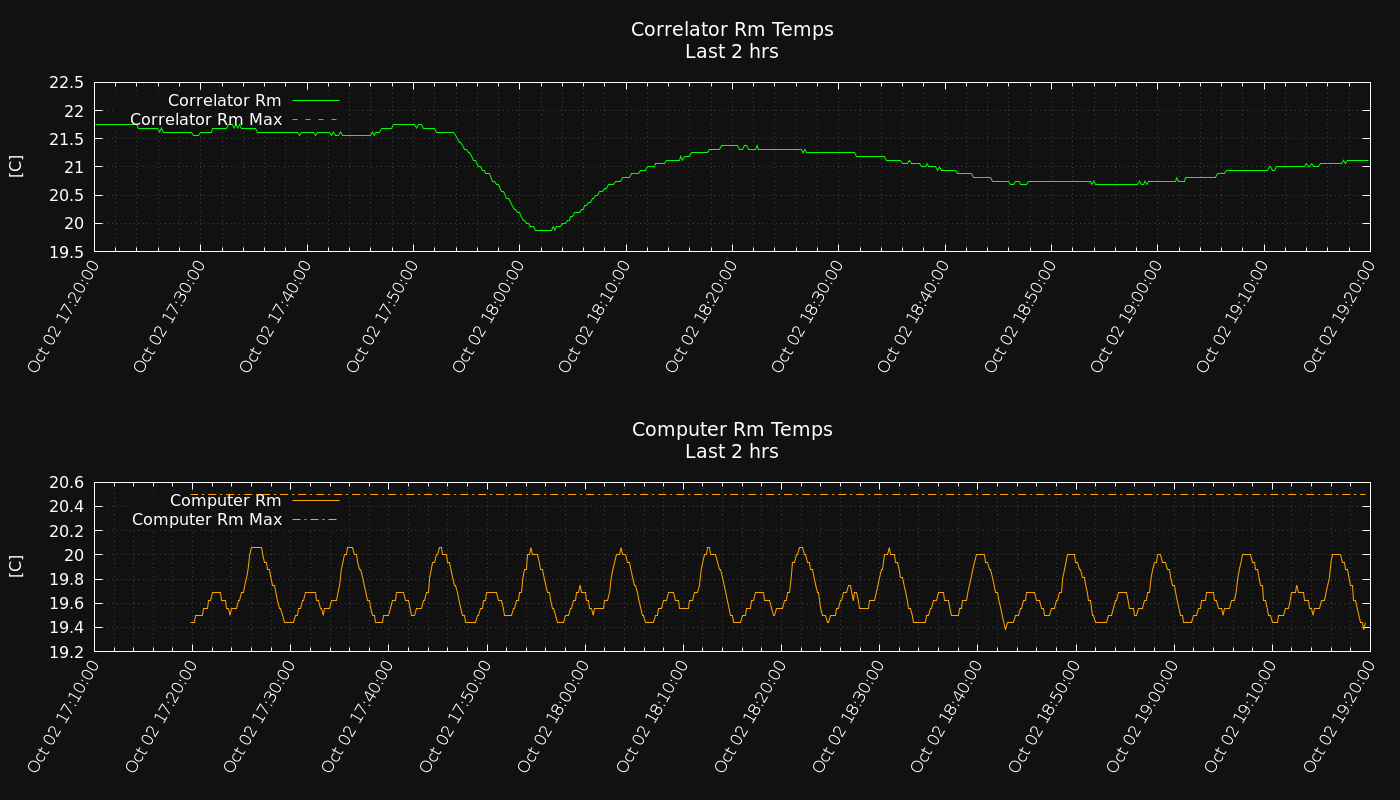 Correlator Rm Temps
Last 2 hrs
22.5
22
21.5
21
20.5
20
19.5
[C]
Correlator Rm
Correlator Rm Max
Oct 02 17:20:00
Oct 02 17:30:00
Oct 02 17:40:00
Oct 02 17:50:00
Oct 02 18:00:00
Oct 02 18:10:00
Oct 02 18:20:00
Oct 02 18:30:00
Oct 02 18:40:00
Oct 02 18:50:00
Oct 02 19:00:00
Oct 02 19:10:00
Oct 02 19:20:00
Computer Rm Temps
Last 2 hrs
20.6
20.4
20.2
20
19.8
19.6
19.4
19.2
[C]
Computer Rm
Computer Rm Max
Oct 02 17:10:00
Oct 02 17:20:00
Oct 02 17:30:00
Oct 02 17:40:00
Oct 02 17:50:00
Oct 02 18:00:00
Oct 02 18:10:00
Oct 02 18:20:00
Oct 02 18:30:00
Oct 02 18:40:00
Oct 02 18:50:00
Oct 02 19:00:00
Oct 02 19:10:00
Oct 02 19:20:00